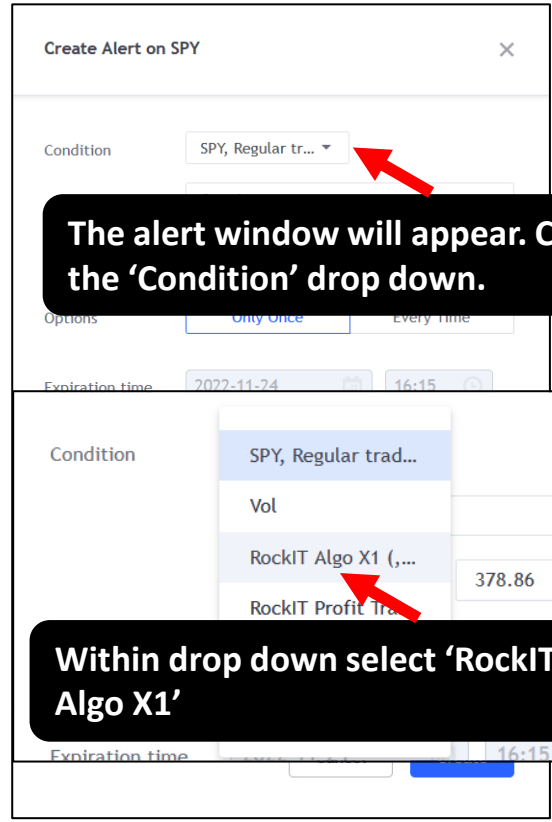 Create Alert on SPY
Condition
SPY, Regular tr...
The alert window will appear. C
the ‘Condition’ drop down.
Options
Only Once
Every Time
Expiration time
2022-11-24
16:15
Condition
SPY, Regular trad...
Vol
RockIT Algo X1 (,...
378.86
RockIT Profit
Within drop down select ‘RockIT
Algo X1’
Expiration time
16:15